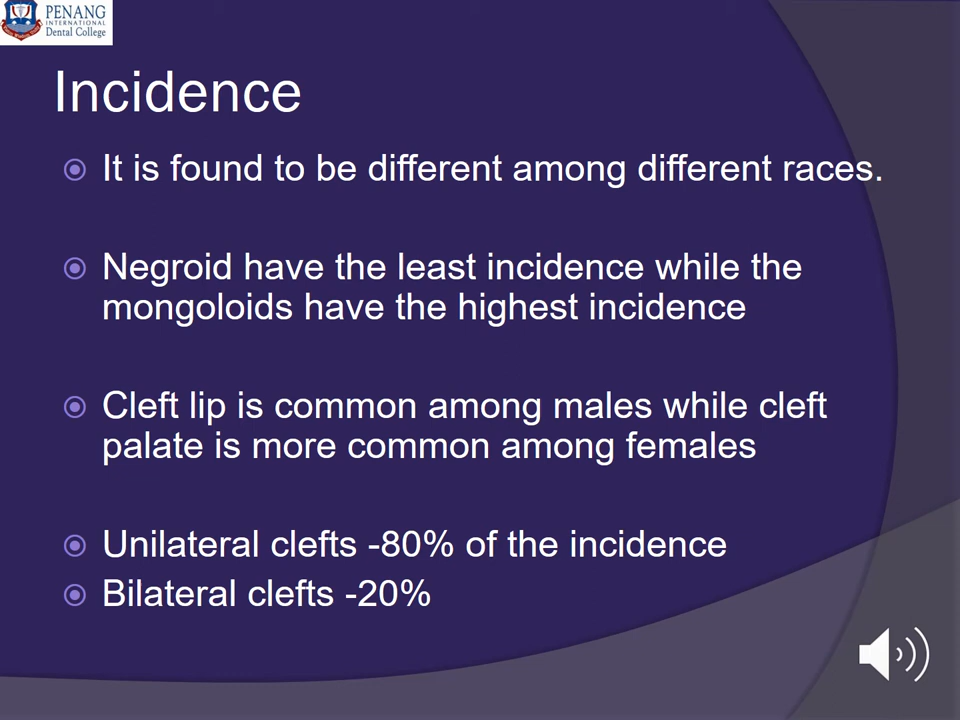 PENANG
INTERNATIONAL
Dental College
Incidence
It is found to be different among different races.
Negroid have the least incidence while the
mongoloids have the highest incidence
Cleft lip is common among males while cleft
palate is more common among females
Unilateral clefts -80% of the incidence
Bilateral clefts -20%